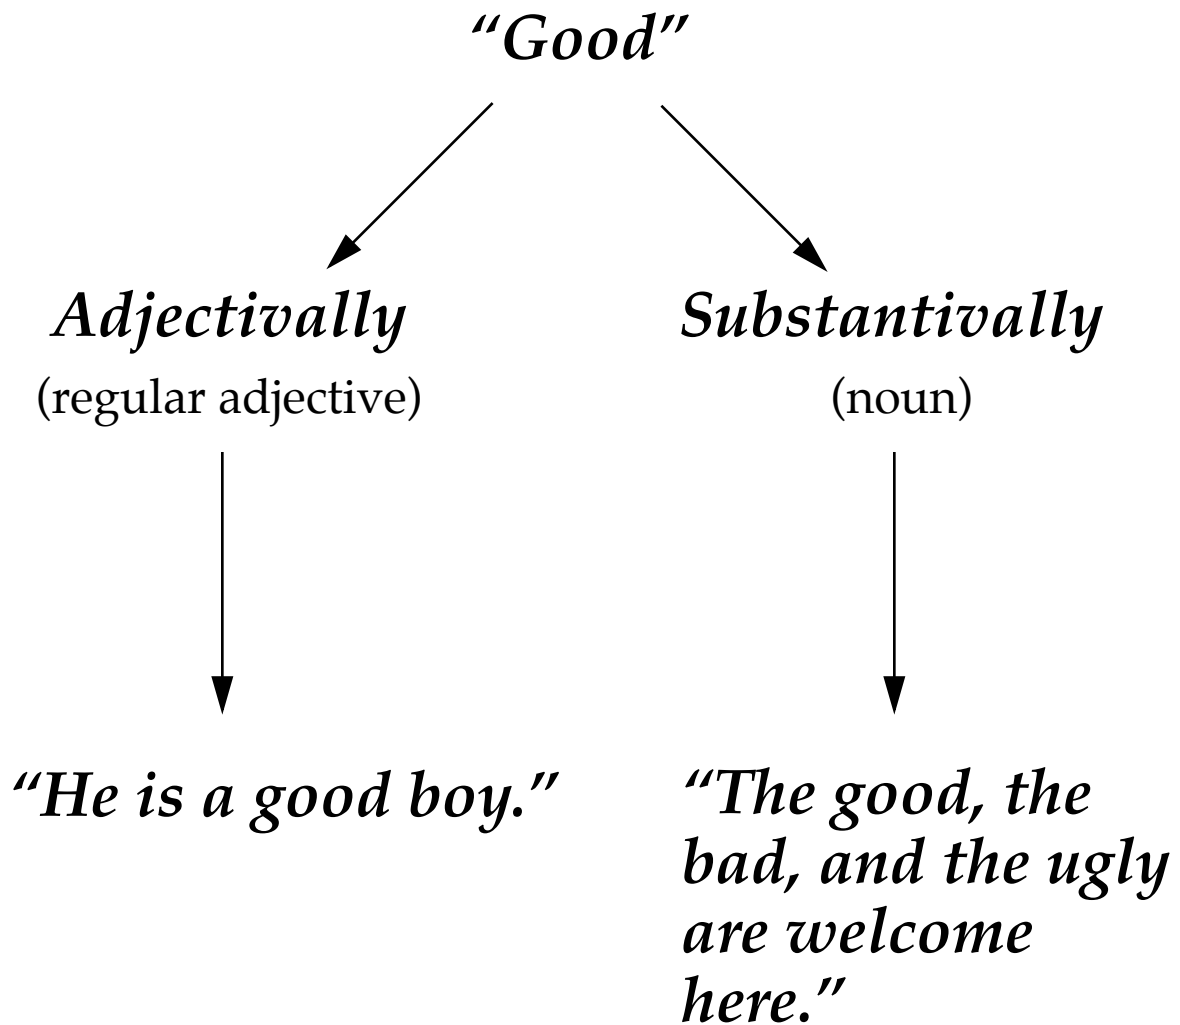 “Good”
Adjectivally
(regular adjective)
Substantivally
(noun)
“He is a good boy.”
“The good, the
bad, and the ugly
are welcome
here.”